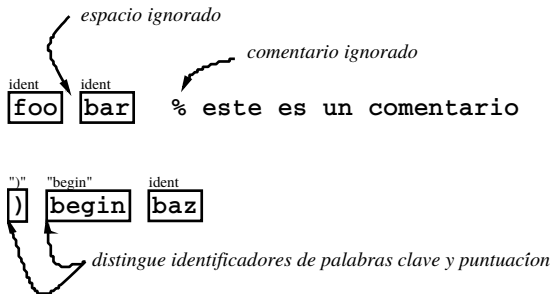 espacio ignorado
comentario ignorado
ident ident
foo bar % este es un comentario
")" "begin" ident
) begin baz
distingue identificadores de palabras clave y puntuacíon